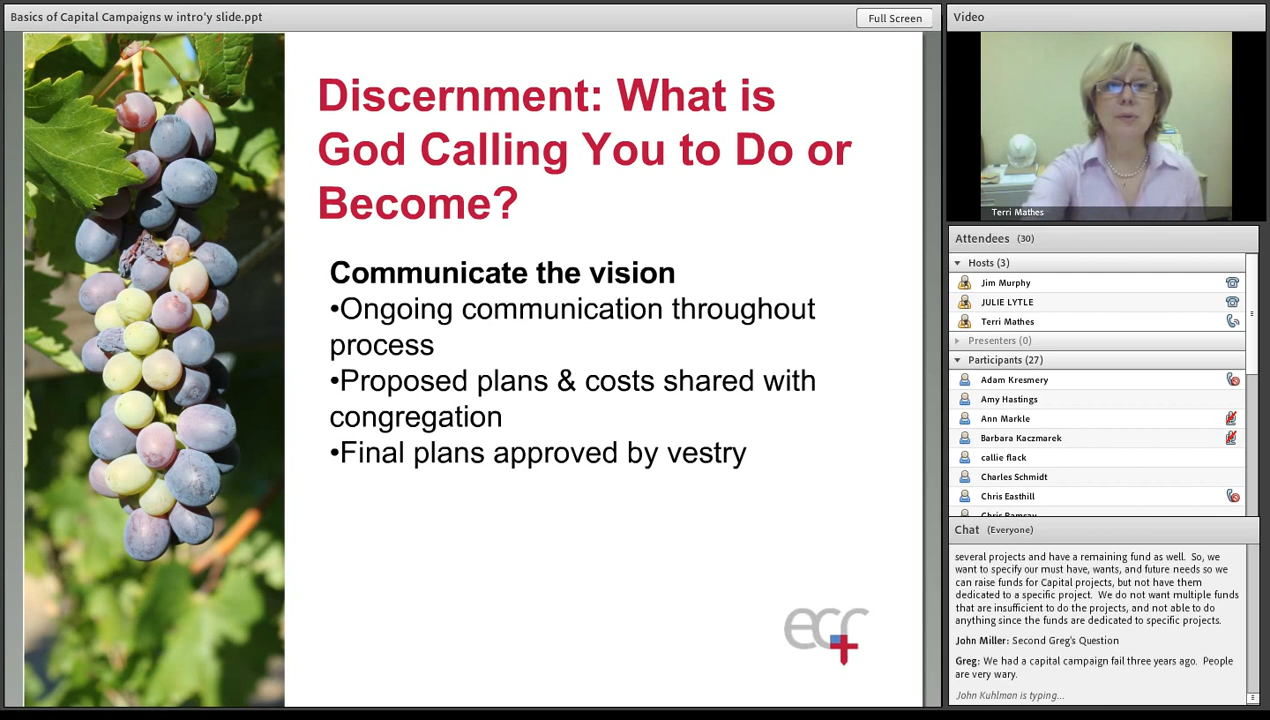 Basics of Capital Campaigns w intro'y slide.ppt
Full Screen
Discernment: What is
God Calling You to Do or
Become?
Communicate the vision
•Ongoing communication throughout
process
•Proposed plans & costs shared with
congregation
•Final plans approved by vestry
ecf
Video
Terri Mathes
Attendees (30)
Hosts (3)
Jim Murphy
JULIE LYTLE
Terri Mathes
Presenters (0)
Participants (27)
Adam Kresmery
Amy Hastings
Ann Markle
Barbara Kaczmarek
callie flack
Charles Schmidt
Chris Easthill
Chris Ramsay
Chat (Everyone)
several projects and have a remaining fund as well. So, we
want to specify our must have, wants, and future needs so we
can raise funds for Capital projects, but not have them
dedicated to a specific project. We do not want multiple funds
that are insufficient to do the projects, and not able to do
anything since the funds are dedicated to specific projects.
John Miller: Second Greg's Question
Greg: We had a capital campaign fail three years ago. People
are very wary.
John Kuhlman is typing...